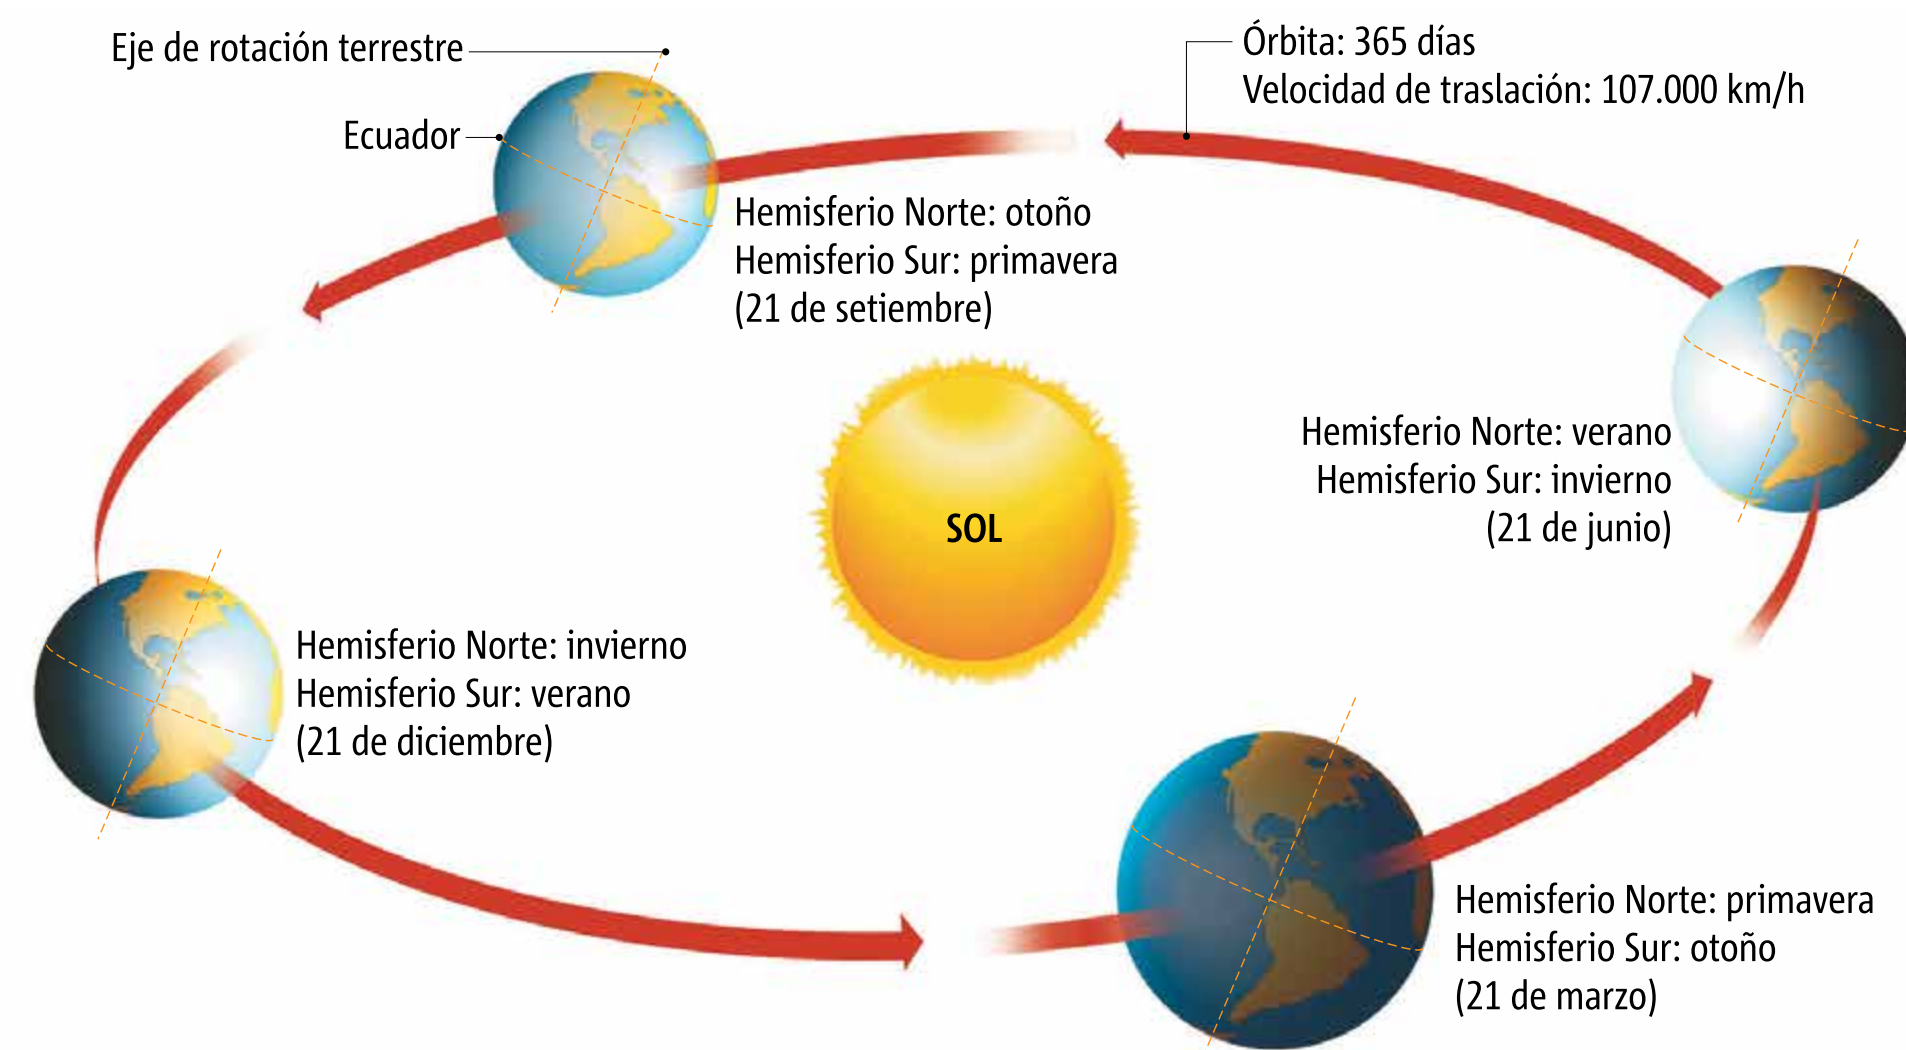 Eje de rotación terrestre
Ecuador
Órbita: 365 días
Velocidad de traslación: 107.000 km/h
Hemisferio Norte: otoño
Hemisferio Sur: primavera
(21 de setiembre)
Hemisferio Norte: verano
Hemisferio Sur: invierno
(21 de junio)
SOL
Hemisferio Norte: invierno
Hemisferio Sur: verano
(21 de diciembre)
Hemisferio Norte: primavera
Hemisferio Sur: otoño
(21 de marzo)